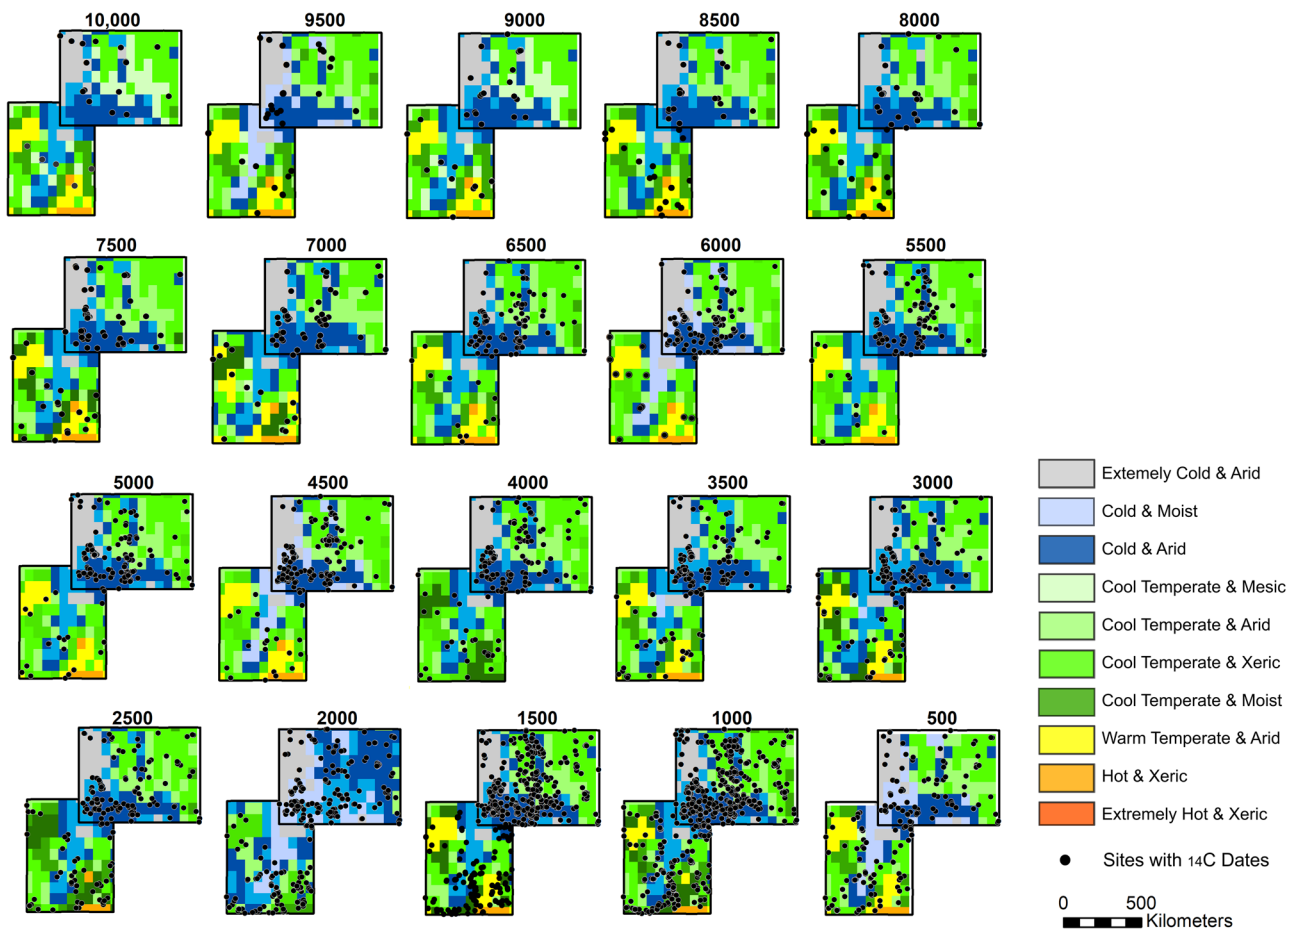 10,000
9500
9000
8500
8000
7500
7000
6500
6000
5500
5000
4500
4000
3500
3000
2500
2000
1500
1000
500
Extemely Cold & Arid
Cold & Moist
Cold & Arid
Cool Temperate & Mesic
Cool Temperate & Arid
Cool Temperate & Xeric
Cool Temperate & Moist
Warm Temperate & Arid
Hot & Xeric
Extremely Hot & Xeric
Sites with 14C Dates
0 500
Kilometers